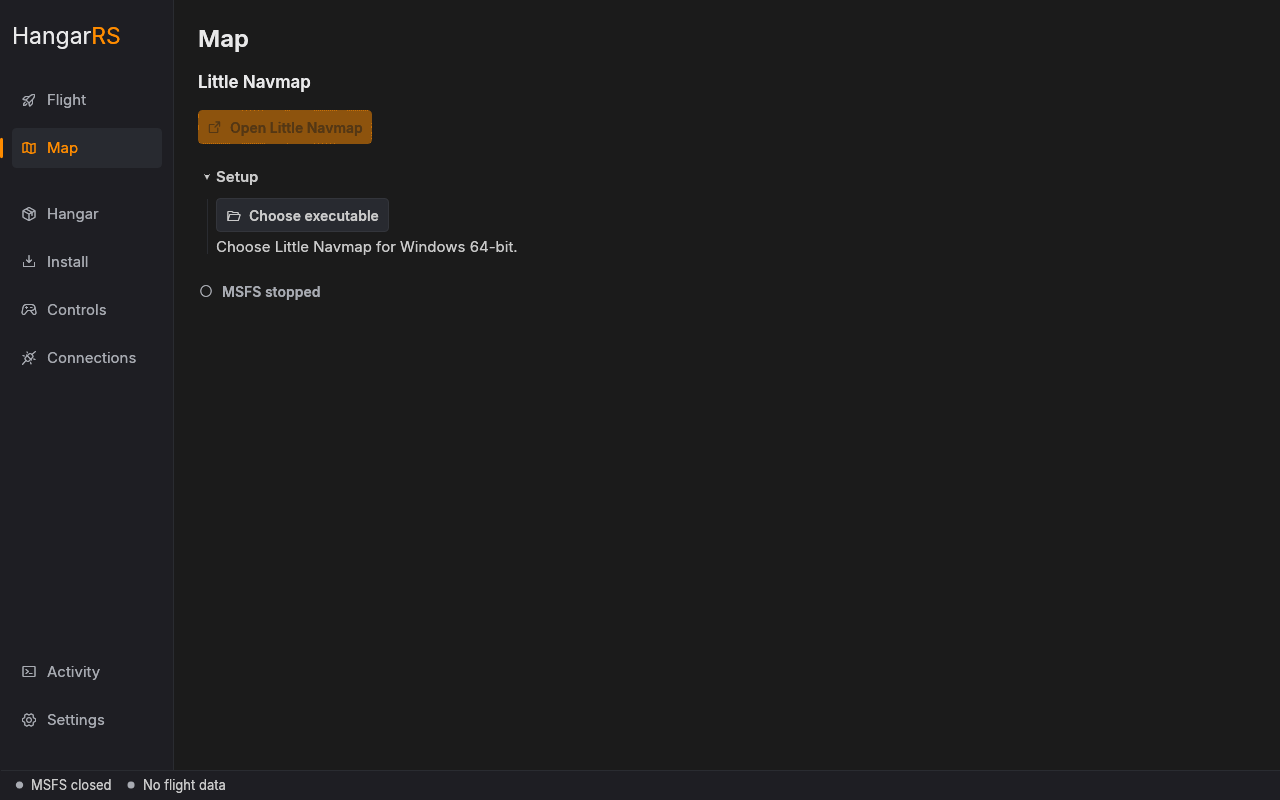 HangarRS
Flight
Map
Hangar
Install
Controls
Connections
Activity
Settings
Map
Little Navmap
Open Little Navmap
Setup
Choose executable
Choose Little Navmap for Windows 64-bit.
MSFS stopped
MSFS closed
No flight data